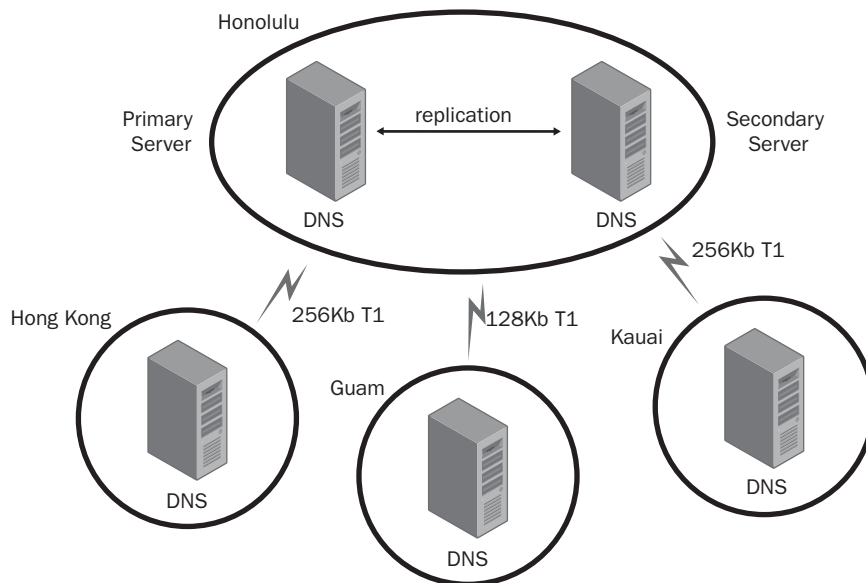 Honolulu
Primary
Server
replication
Secondary
Server
DNS
DNS
256Kb T1
Hong Kong
256Kb T1
128Kb T1
Kauai
Guam
DNS
DNS
DNS